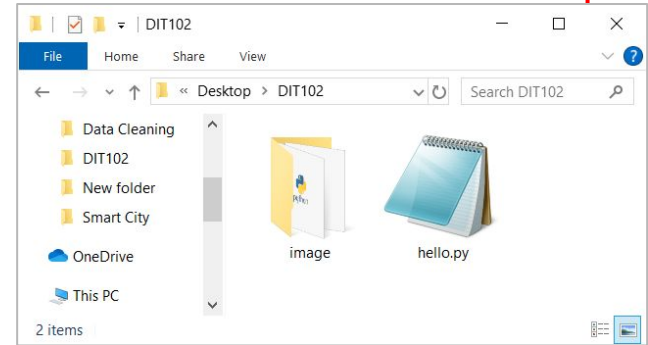 DIT102
File Home Share View
« Desktop > DIT102
Search DIT102
Data Cleaning
DIT102
New folder
Smart City
OneDrive
This PC
python
image
hello.py
2 items